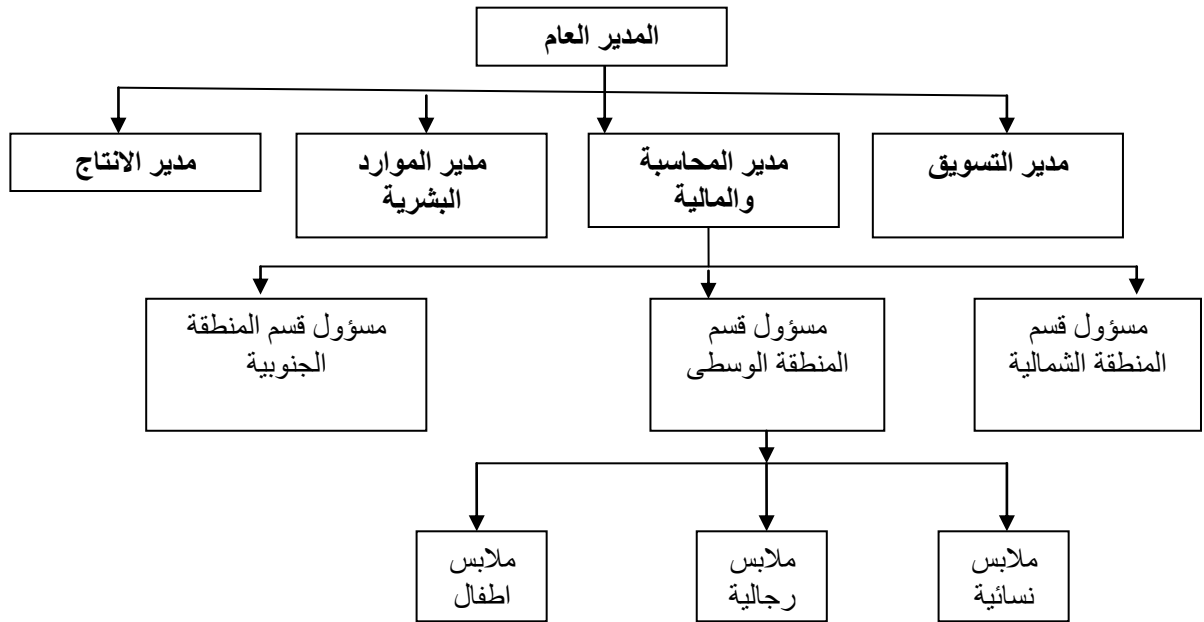 المدير العام
مدير التسويق
مدير المحاسبة
والمالية
مدير الموارد
البشرية
مدير الانتاج
مسؤول قسم
المنطقة الشمالية
مسؤول قسم
المنطقة الوسطى
مسؤول قسم المنطقة
الجنوبية
ملابس
نسائية
ملابس
رجالية
ملابس
اطفال